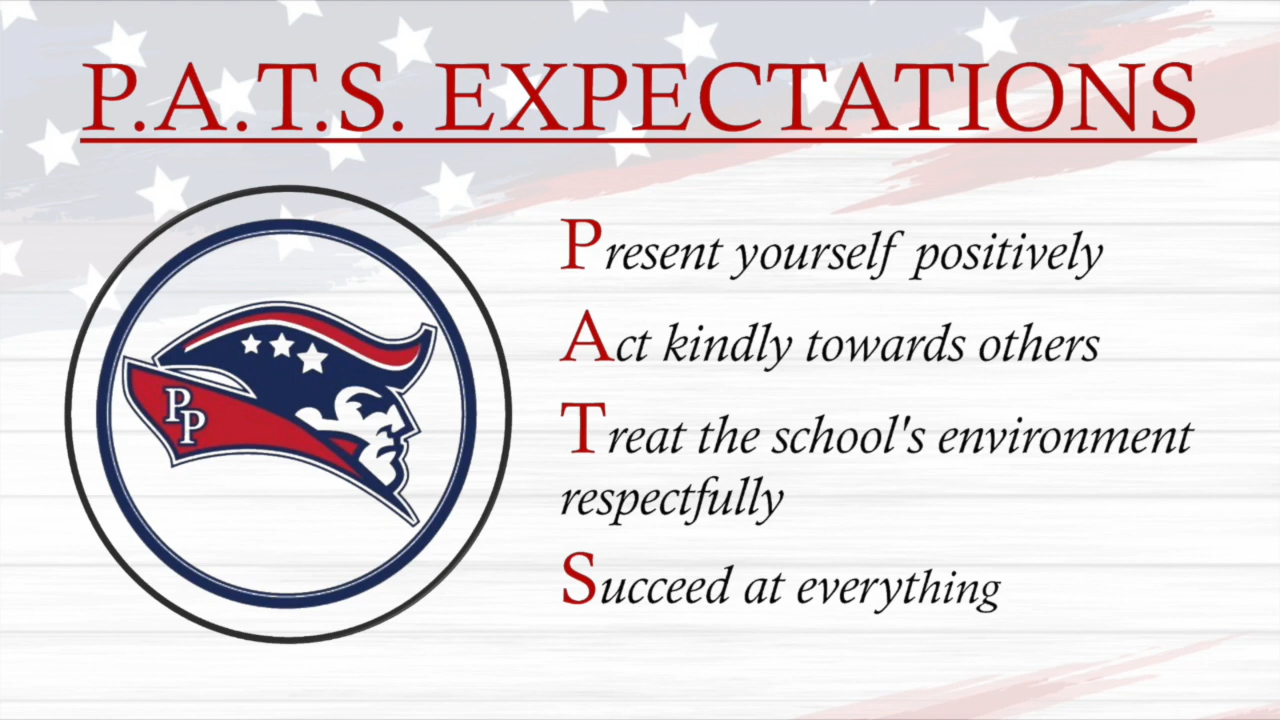 P.A.T.S. EXPECTATIONS
Present yourself positively
Act kindly towards others
Treat the school's environment
respectfully
Succeed at everything
PP